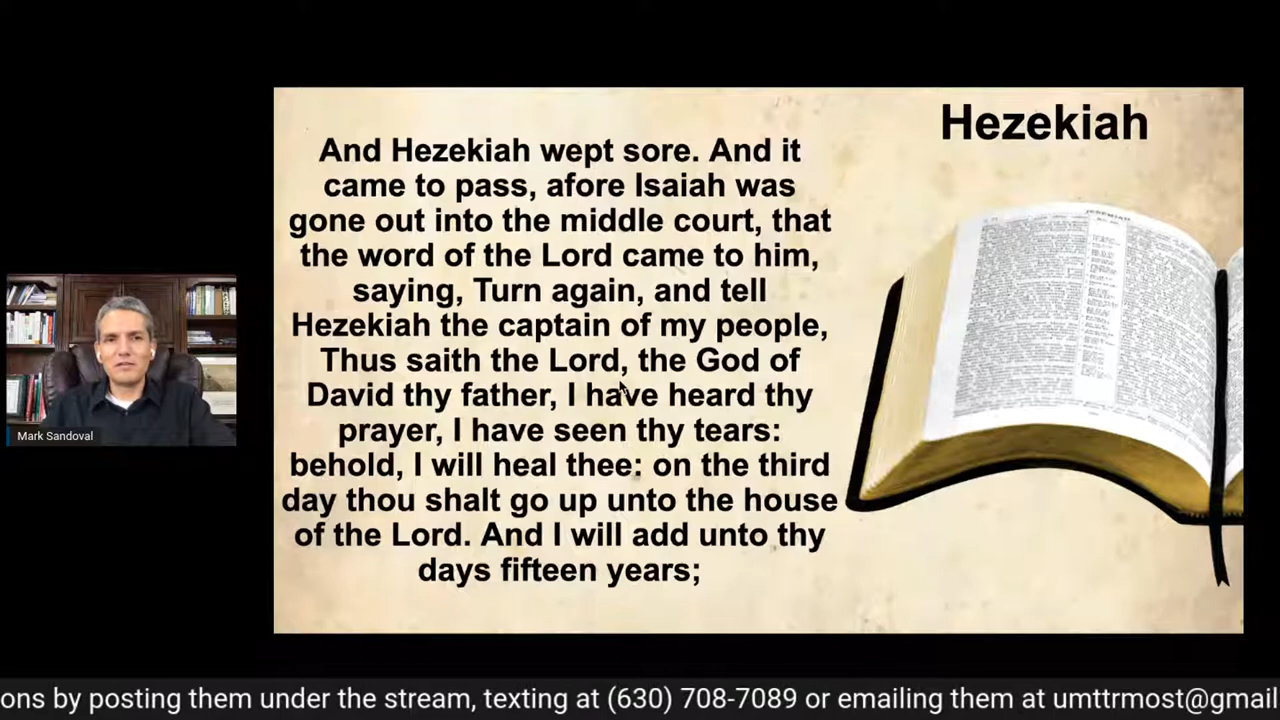 Hezekiah
And Hezekiah wept sore. And it
came to pass, afore Isaiah was
gone out into the middle court, that
the word of the Lord came to him,
saying, Turn again, and tell
Hezekiah the captain of my people,
Thus saith the Lord, the God of
David thy father, I have heard thy
prayer, I have seen thy tears:
behold, I will heal thee: on the third
day thou shalt go up unto the house
of the Lord. And I will add unto thy
days fifteen years;
JEREMIAH
Mark Sandoval
ons by posting them under the stream, texting at (630) 708-7089 or emailing them at umttrmost@gmail